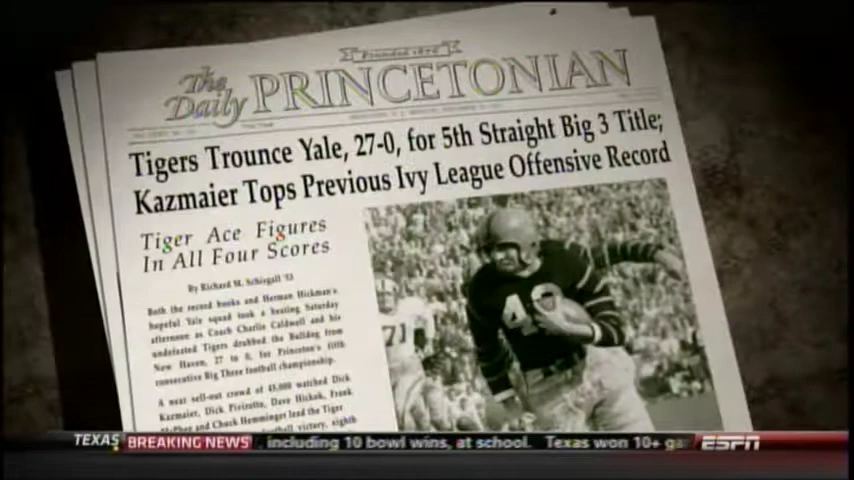 Founded 1876
The Daily PRINCETONIAN
Tigers Trounce Yale, 27-0, for 5th Straight Big 3 Title;
Kazmaier Tops Previous Ivy League Offensive Record
Tiger Ace Figures
In All Four Scores
By Richard M. Schisgall '53
Both the record books and Herman Hickman's
hopeful Yale squad took a beating Saturday
afternoon as Coach Charlie Caldwell and his
undefeated Tigers drubbed the Bulldog from
New Haven, 27 to 0, for Princeton's fifth
consecutive Big Three football championship.
A near sell-out crowd of 45,000 watched Dick
Kazmaier, Dick Pivirotto, Dave Hickok, Frank
McPhee and Chuck Hemminger lead the Tiger
football victory, eighth
71
42
TEXAS BREAKING NEWS , including 10 bowl wins, at school. Texas won 10+ ga ESPN